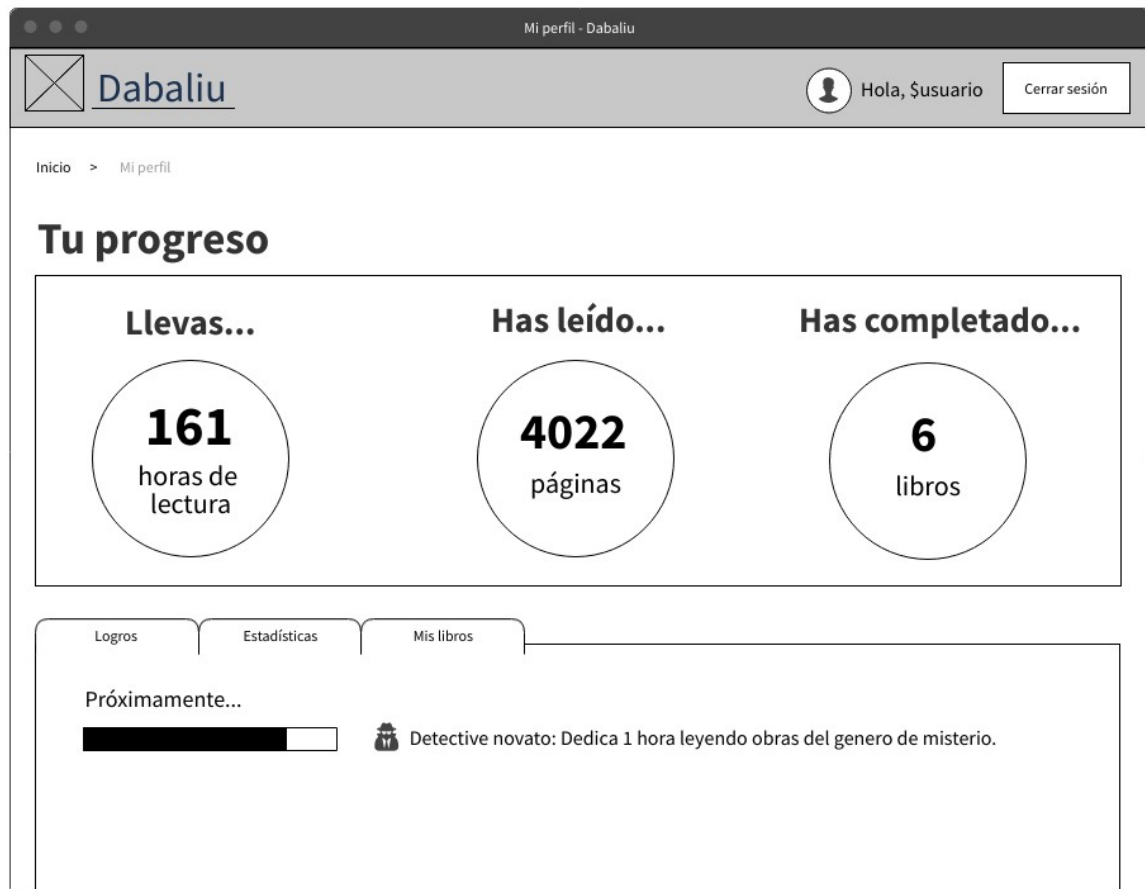 Mi perfil - Dabaliu
Dabaliu
Hola, $usuario
Cerrar sesión
Inicio > Mi perfil
Tu progreso
Llevas...
161
horas de
lectura
Has leído...
4022
páginas
Has completado...
6
libros
Logros
Estadísticas
Mis libros
Próximamente...
Detective novato: Dedica 1 hora leyendo obras del genero de misterio.